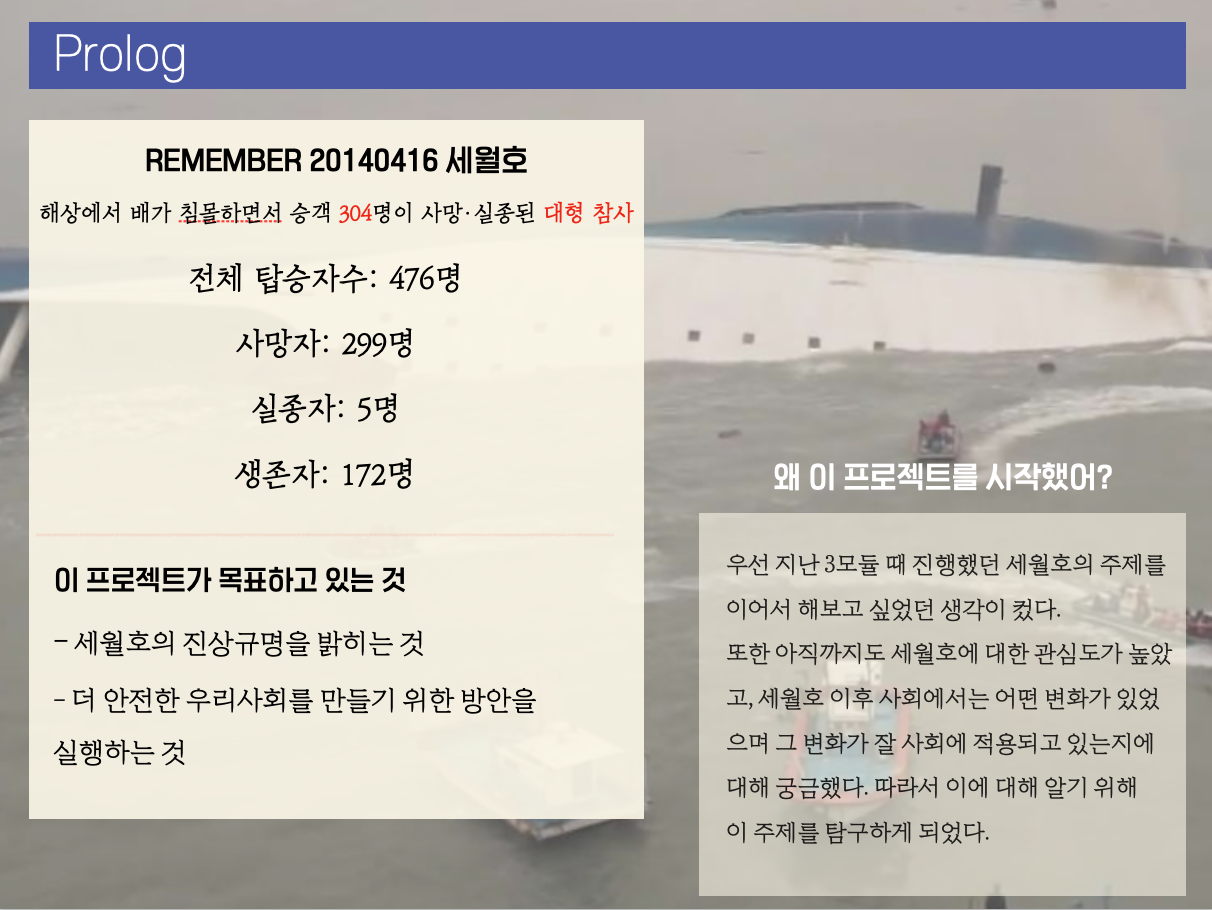 Prolog
REMEMBER 20140416 세월호
해상에서 배가 침몰하면서 승객 304명이 사망·실종된 대형 참사
전체 탑승자수: 476명
사망자: 299명
실종자: 5명
생존자: 172명
이 프로젝트가 목표하고 있는 것
- 세월호의 진상규명을 밝히는 것
- 더 안전한 우리사회를 만들기 위한 방안을
실행하는 것
왜 이 프로젝트를 시작했어?
우선 지난 3모듈 때 진행했던 세월호의 주제를
이어서 해보고 싶었던 생각이 컸다.
또한 아직까지도 세월호에 대한 관심도가 높았
고, 세월호 이후 사회에서는 어떤 변화가 있었
으며 그 변화가 잘 사회에 적용되고 있는지에
대해 궁금했다. 따라서 이에 대해 알기 위해
이 주제를 탐구하게 되었다.